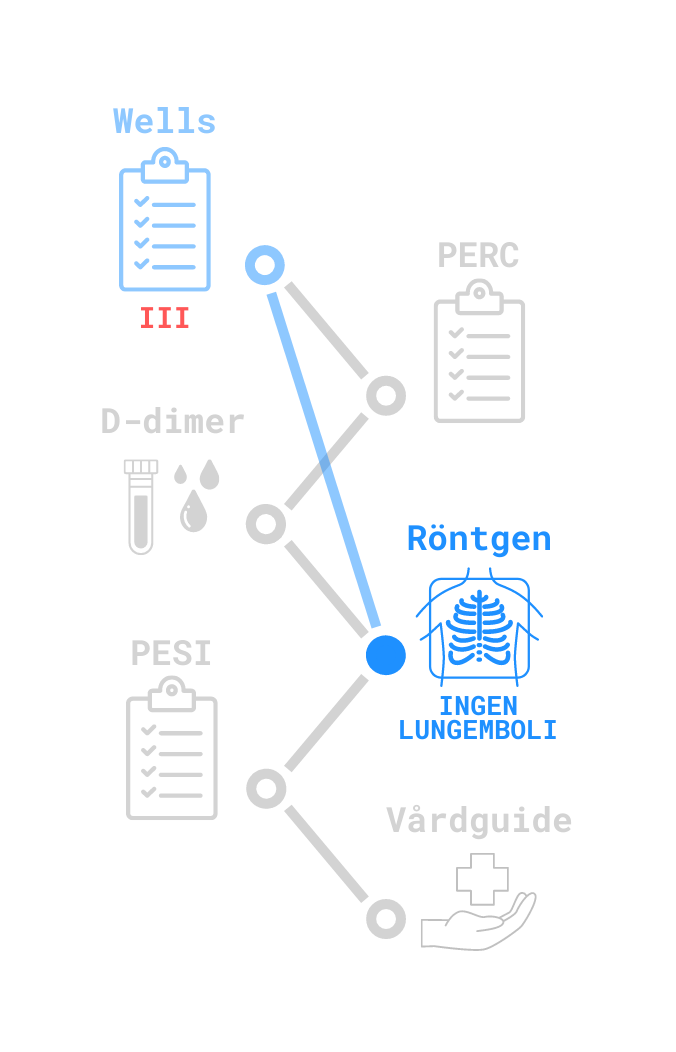 Wells
III
PERC
D-dimer
Röntgen
INGEN
LUNGEMBOLI
PESI
Vårdguide